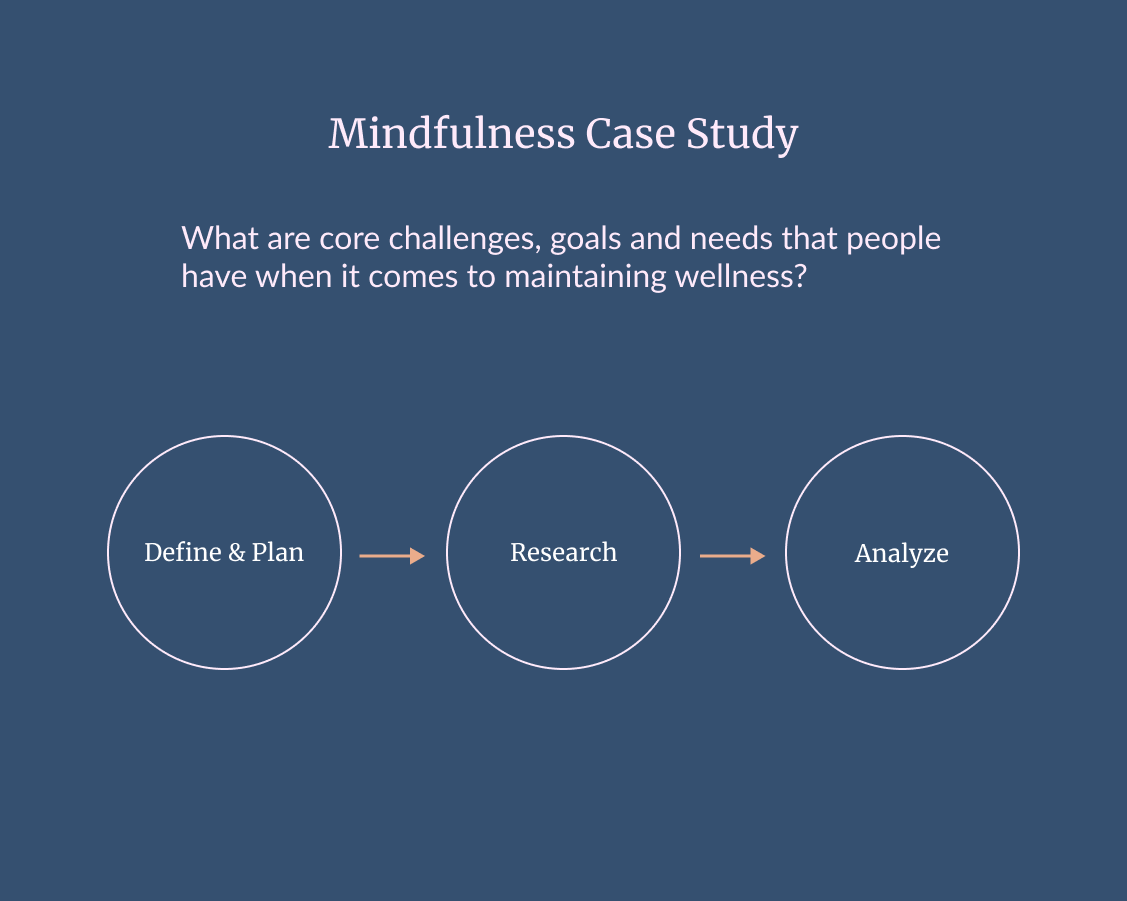 Mindfulness Case Study
What are core challenges, goals and needs that people
have when it comes to maintaining wellness?
Define & Plan
Research
Analyze